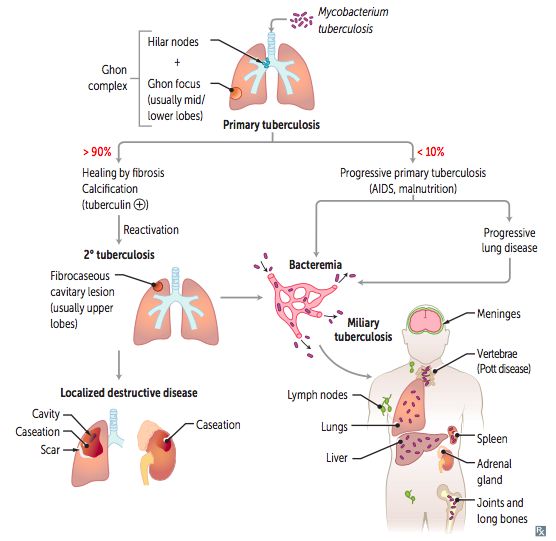 Mycobacterium
tuberculosis
Hilar nodes
+
Ghon
complex
Ghon focus
(usually mid/
lower lobes)
Primary tuberculosis
> 90%
< 10%
Healing by fibrosis
Calcification
(tuberculin ⊕)
Progressive primary tuberculosis
(AIDS, malnutrition)
Reactivation
Progressive
lung disease
2° tuberculosis
Bacteremia
Fibrocaseous
cavitary lesion
(usually upper
lobes)
Miliary
tuberculosis
Meninges
Vertebrae
(Pott disease)
Localized destructive disease
Lymph nodes
Cavity
Caseation
Scar
Caseation
Lungs
Liver
Spleen
Adrenal
gland
Joints and
long bones
Rx